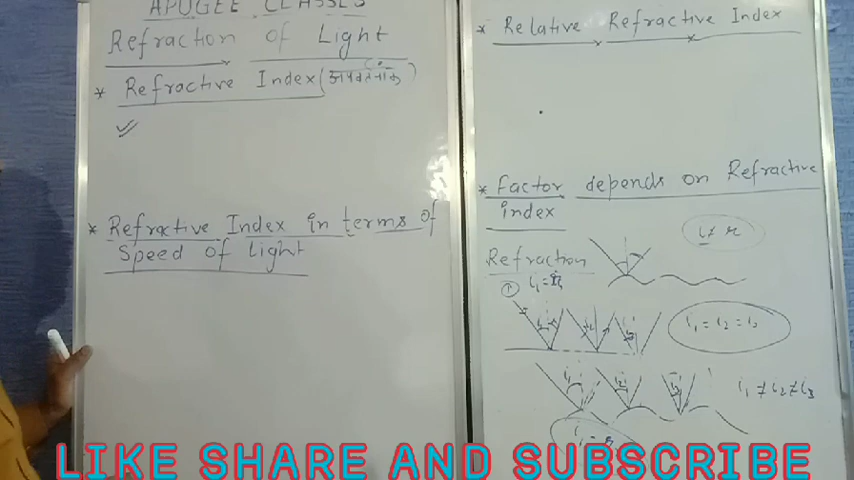 APOGEE CLASSES
Refraction of Light
* Refractive Index (अपवर्तनांक)
* Refractive Index in terms of
Speed of light
* Relative Refractive Index
* Factor depends on Refractive
index
i ≠ r
Refraction
i₁ = i₂ = i₃
i₁ ≠ i₂ ≠ i₃
LIKE SHARE AND SUBSCRIBE